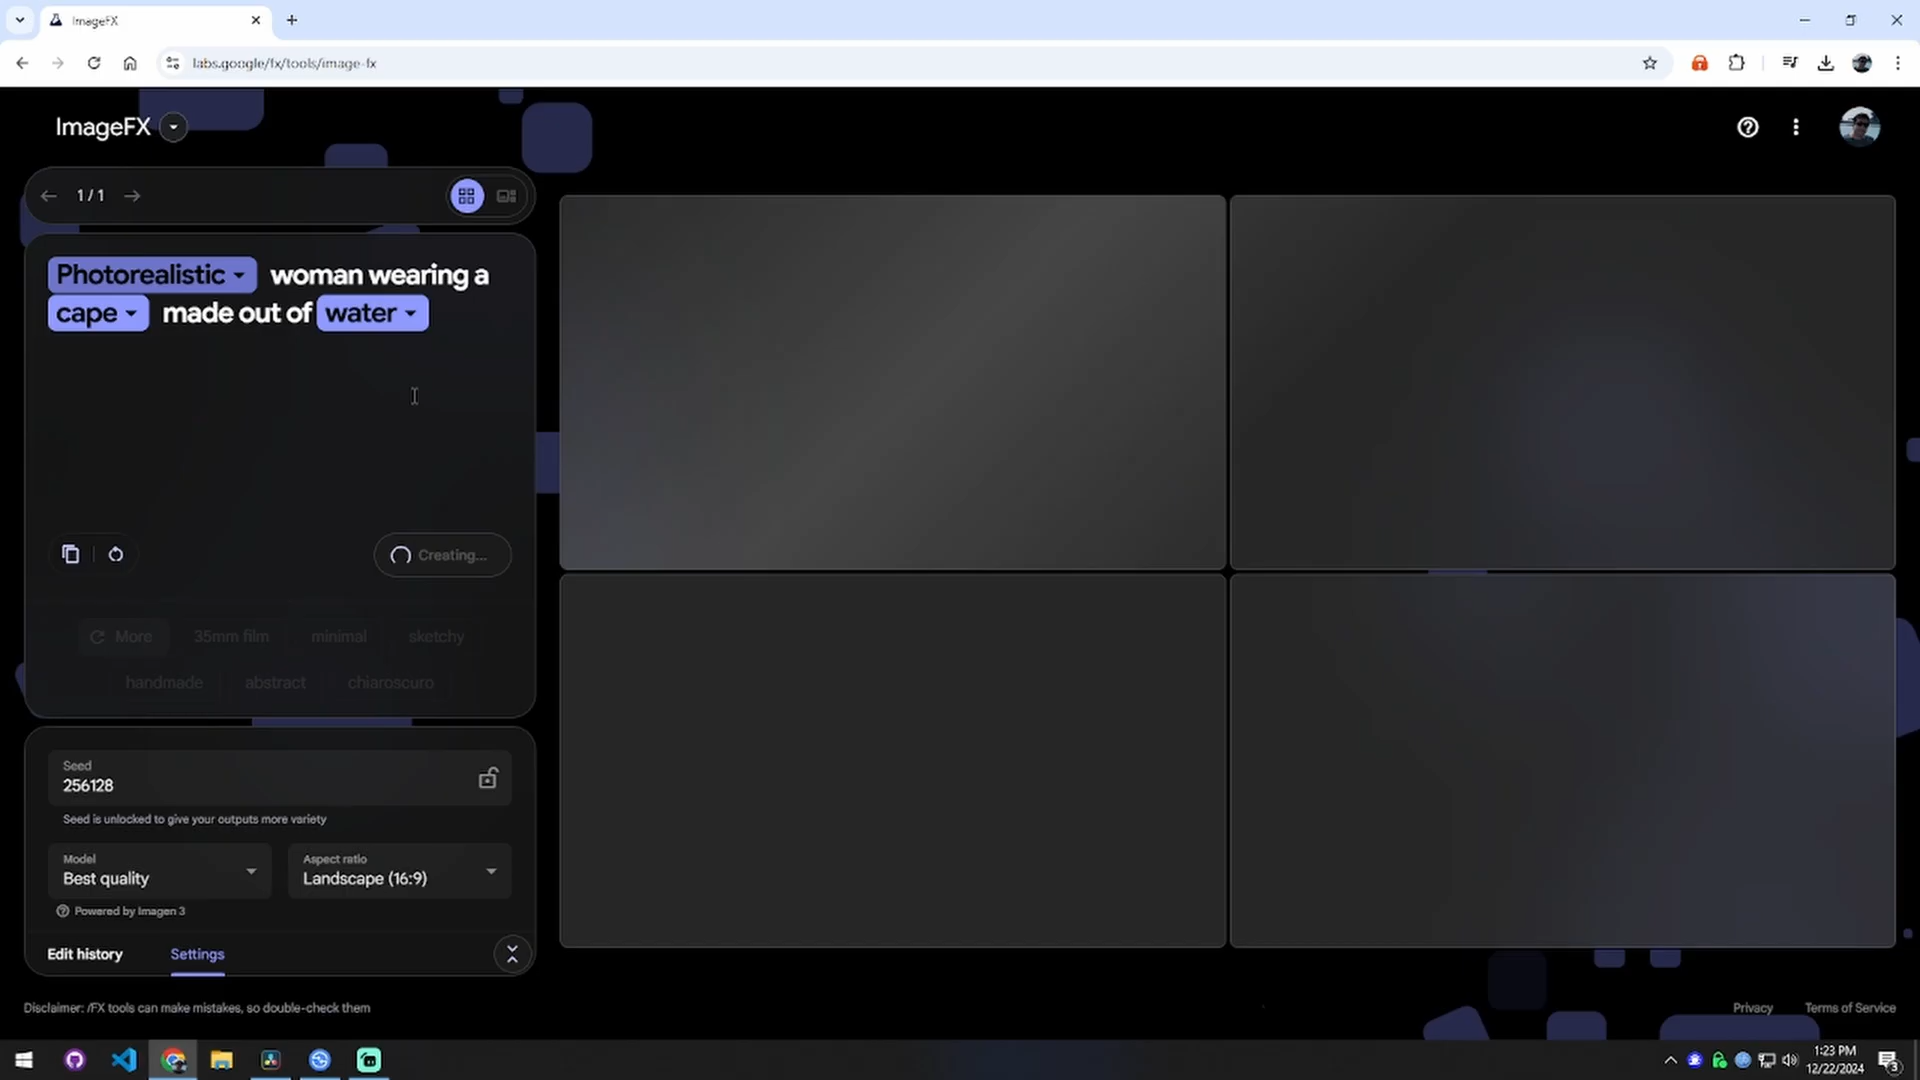 ImageFX
labs.google/fx/tools/image-fx
ImageFX
1 / 1
Photorealistic woman wearing a
cape made out of water
Creating...
More 35mm film minimal sketchy
handmade abstract chiaroscuro
Seed
256128
Seed is unlocked to give your outputs more variety
Model
Best quality
Aspect ratio
Landscape (16:9)
Powered by Imagen 3
Edit history Settings
Disclaimer: /FX tools can make mistakes, so double-check them
Privacy Terms of Service
1:23 PM
12/22/2024
3